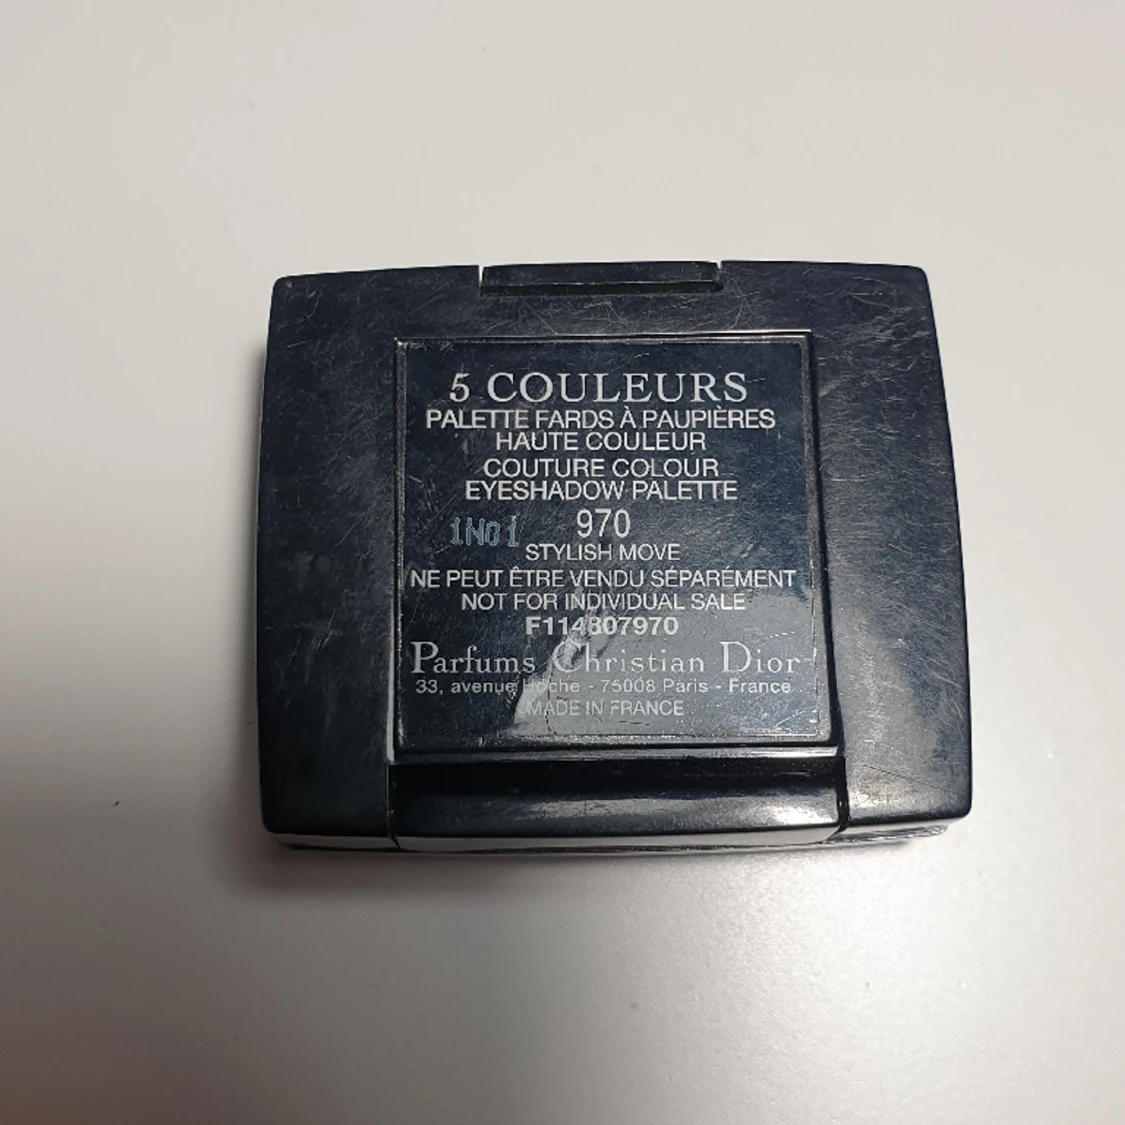 5 COULEURS
PALETTE FARDS À PAUPIÈRES
HAUTE COULEUR
COUTURE COLOUR
EYESHADOW PALETTE
1N01 970
STYLISH MOVE
NE PEUT ÊTRE VENDU SÉPARÉMENT
NOT FOR INDIVIDUAL SALE
F114807970
Parfums Christian Dior
33, avenue Hoche - 75008 Paris - France
MADE IN FRANCE